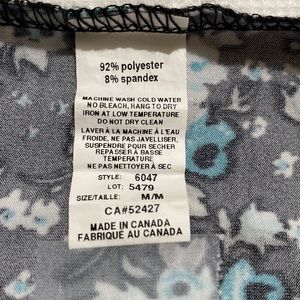 92% polyester
8% spandex
MACHINE WASH COLD WATER
NO BLEACH, HANG TO DRY
IRON AT LOW TEMPERATURE
DO NOT DRY CLEAN
LAVER À LA MACHINE À L'EAU
FROIDE, NE PAS JAVELLISER,
SUSPENDRE POUR SECHER
REPASSER À BASSE
TEMPERATURE
NE PAS NETTOYER À SEC
STYLE: 6047
LOT: 5479
SIZE/TAILLE: M/M
CA#52427
MADE IN CANADA
FABRIQUE AU CANADA